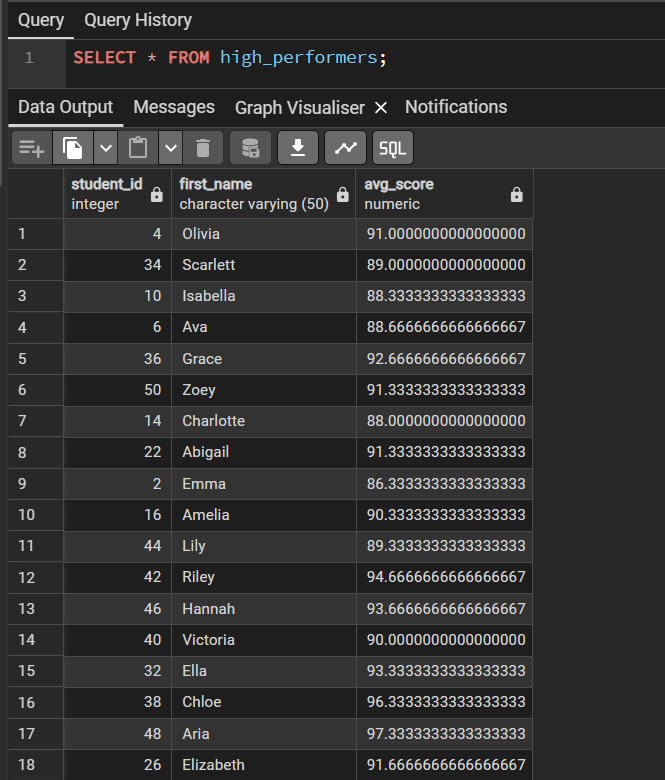 Query Query History
1 SELECT * FROM high_performers;
Data Output Messages Graph Visualiser Notifications
SQL
student_id first_name avg_score
integer character varying (50) numeric
1 4 Olivia 91.0000000000000000
2 34 Scarlett 89.0000000000000000
3 10 Isabella 88.3333333333333333
4 6 Ava 88.6666666666666667
5 36 Grace 92.6666666666666667
6 50 Zoey 91.3333333333333333
7 14 Charlotte 88.0000000000000000
8 22 Abigail 91.3333333333333333
9 2 Emma 86.3333333333333333
10 16 Amelia 90.3333333333333333
11 44 Lily 89.3333333333333333
12 42 Riley 94.6666666666666667
13 46 Hannah 93.6666666666666667
14 40 Victoria 90.0000000000000000
15 32 Ella 93.3333333333333333
16 38 Chloe 96.3333333333333333
17 48 Aria 97.3333333333333333
18 26 Elizabeth 91.6666666666666667